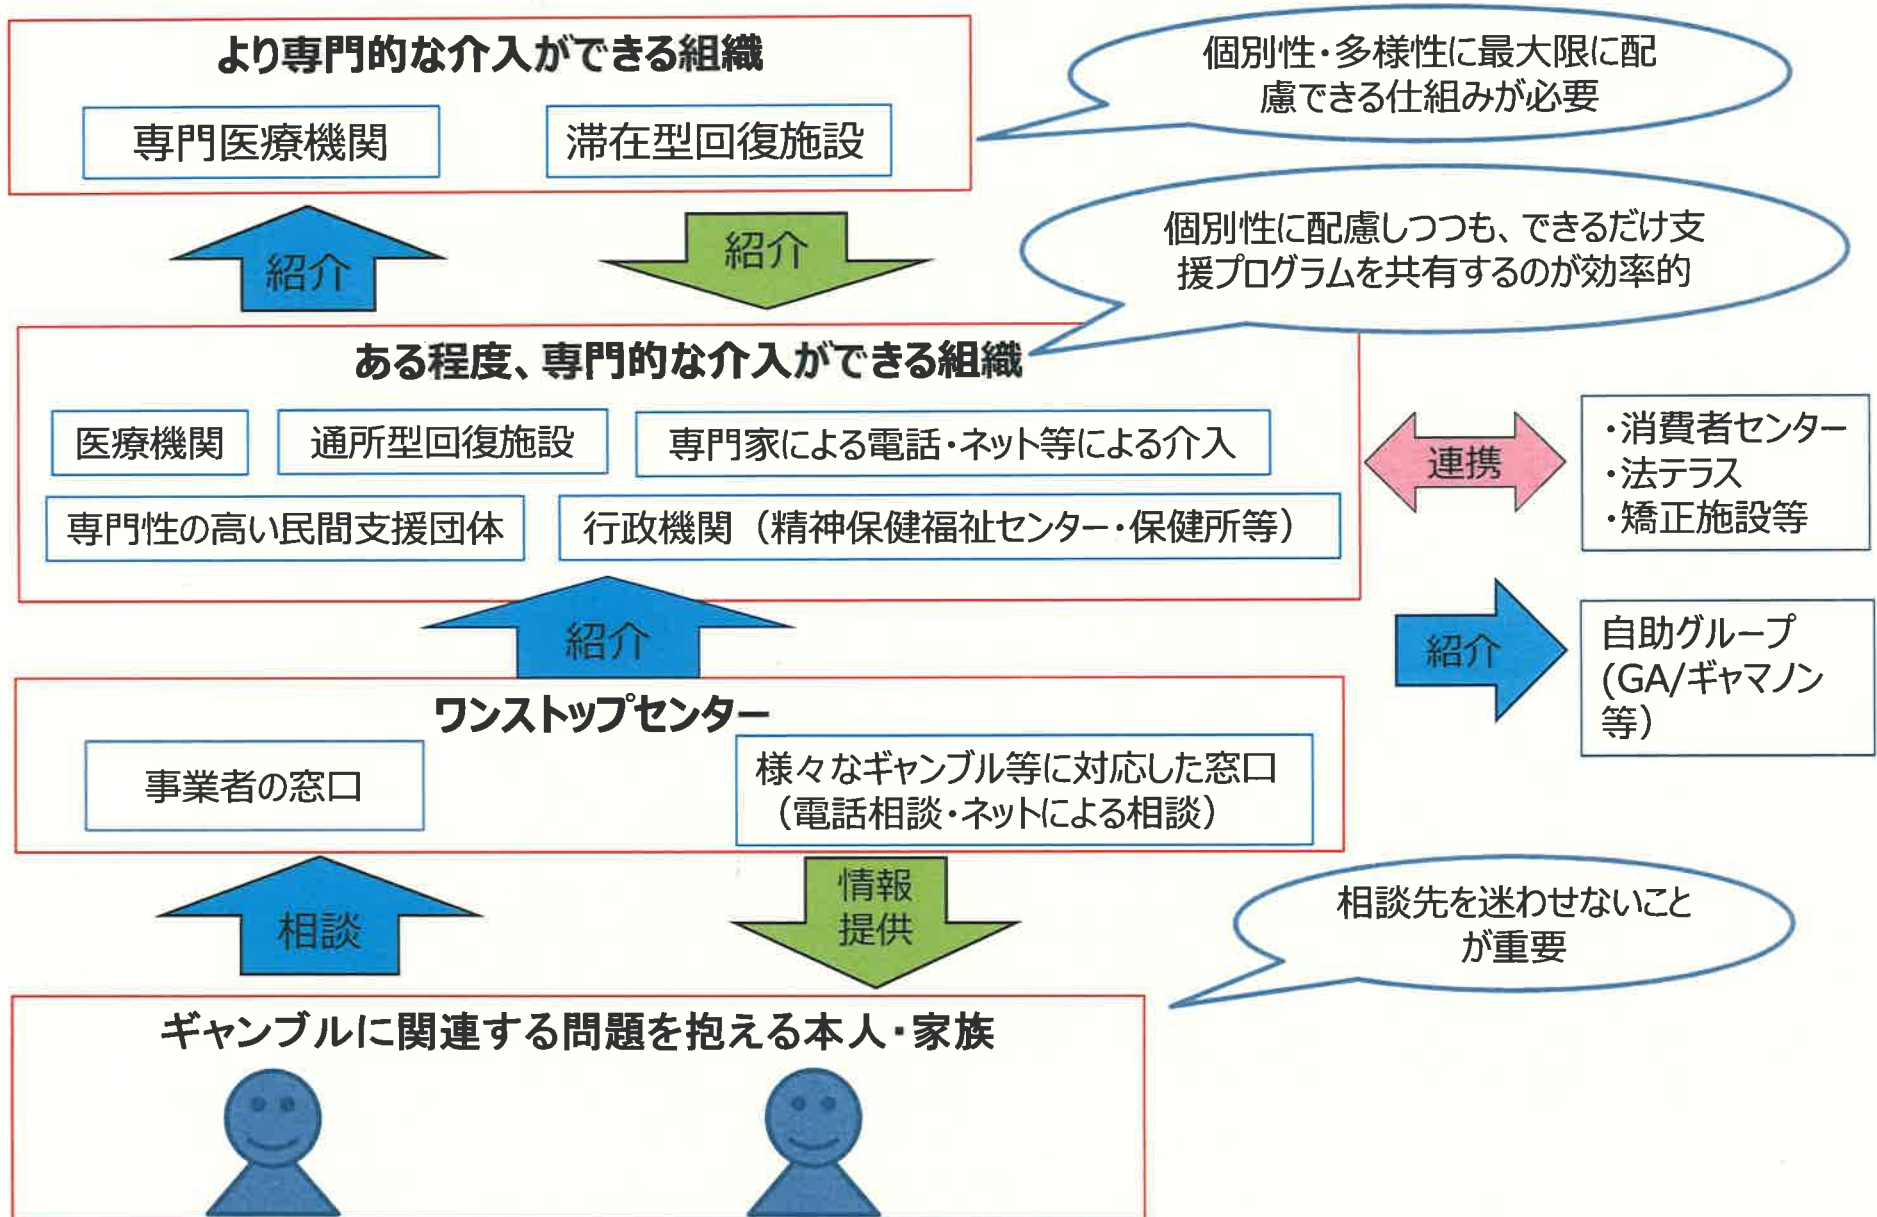 より専門的な介入ができる組織
専門医療機関
滞在型回復施設
個別性・多様性に最大限に配
慮できる仕組みが必要
紹介
紹介
個別性に配慮しつつも、できるだけ支
援プログラムを共有するのが効率的
ある程度、専門的な介入ができる組織
医療機関
通所型回復施設
専門家による電話・ネット等による介入
専門性の高い民間支援団体
行政機関（精神保健福祉センター・保健所等）
連携
・消費者センター
・法テラス
・矯正施設等
紹介
紹介
自助グループ
(GA/ギャマノン
等）
ワンストップセンター
事業者の窓口
様々なギャンブル等に対応した窓口
（電話相談・ネットによる相談）
相談
情報
提供
相談先を迷わせないこと
が重要
ギャンブルに関連する問題を抱える本人・家族